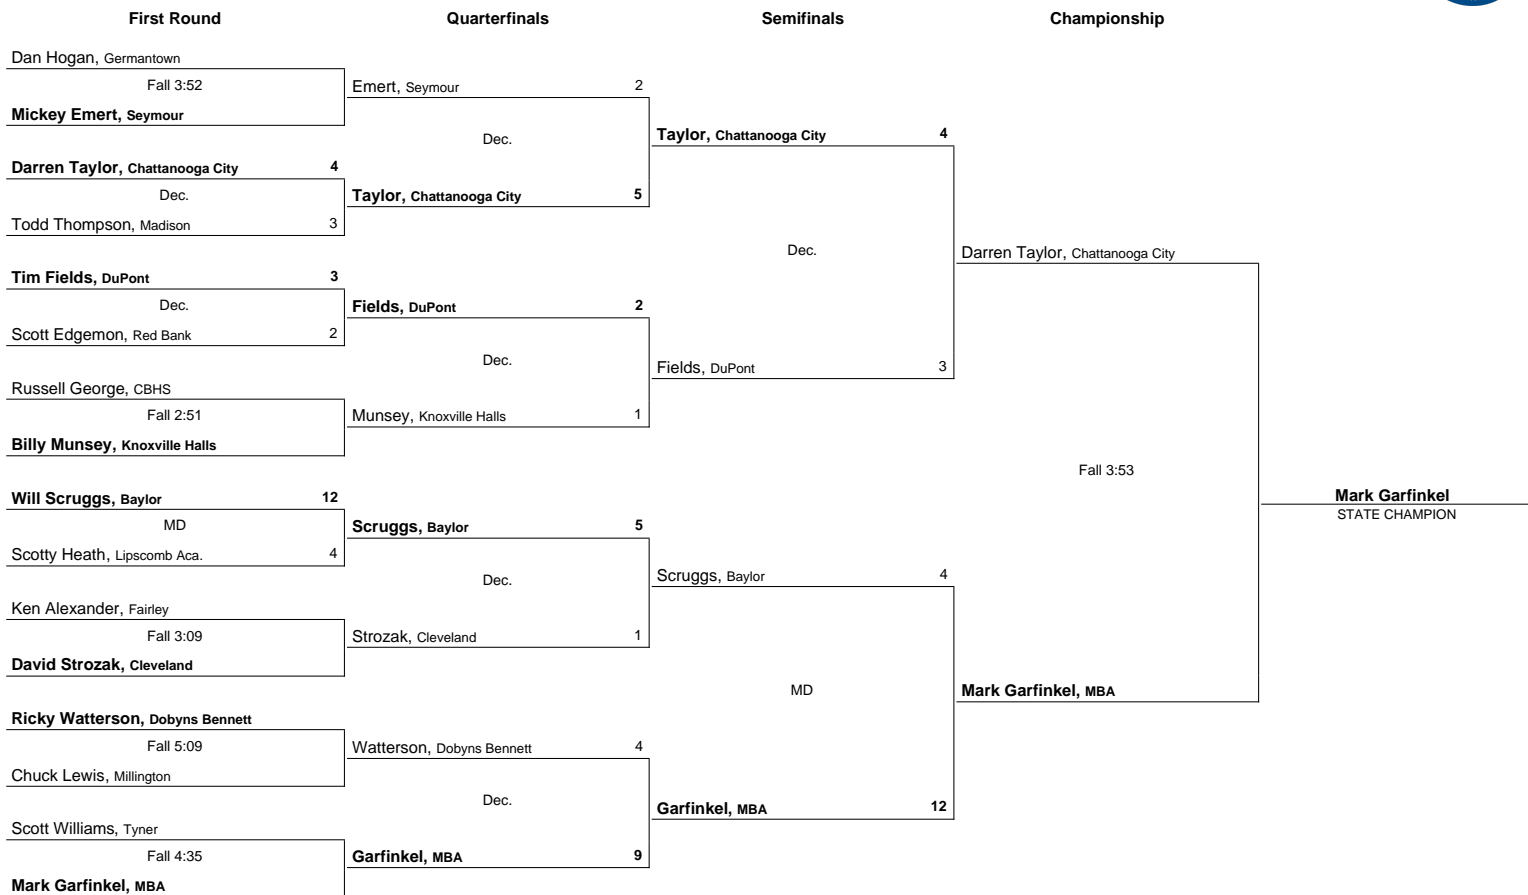 First Round Quarterfinals Semifinals Championship
Dan Hogan, Germantown
Fall 3:52
Emert, Seymour 2
Mickey Emert, Seymour
Dec.
Taylor, Chattanooga City 4
Darren Taylor, Chattanooga City 4
Dec.
Taylor, Chattanooga City 5
Todd Thompson, Madison 3
Dec.
Darren Taylor, Chattanooga City
Tim Fields, DuPont 3
Dec.
Fields, DuPont 2
Scott Edgemon, Red Bank 2
Dec.
Fields, DuPont 3
Russell George, CBHS
Fall 2:51
Munsey, Knoxville Halls 1
Billy Munsey, Knoxville Halls
Fall 3:53
Mark Garfinkel
STATE CHAMPION
Will Scruggs, Baylor 12
MD
Scruggs, Baylor 5
Scotty Heath, Lipscomb Aca. 4
Dec.
Scruggs, Baylor 4
Ken Alexander, Fairley
Fall 3:09
Strozak, Cleveland 1
David Strozak, Cleveland
MD
Mark Garfinkel, MBA
Ricky Watterson, Dobyns Bennett
Fall 5:09
Watterson, Dobyns Bennett 4
Chuck Lewis, Millington
Dec.
Garfinkel, MBA 12
Scott Williams, Tyner
Fall 4:35
Garfinkel, MBA 9
Mark Garfinkel, MBA